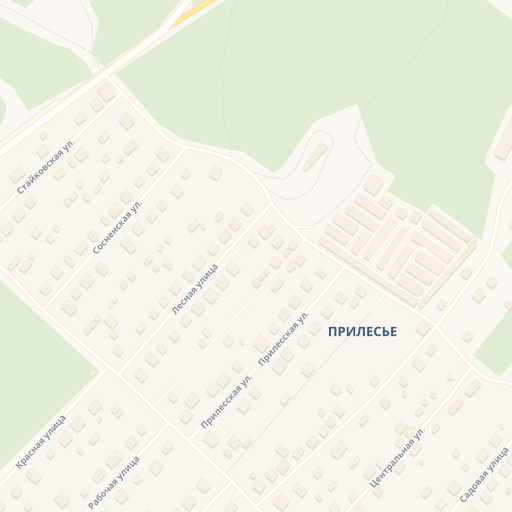 Стайковская ул.
Сосненская ул.
Лесная улица
ПРИЛЕСЬЕ
Прилесская ул.
Прилесская ул.
Красная улица
Рабочая улица
Центральная ул.
Садовая улица